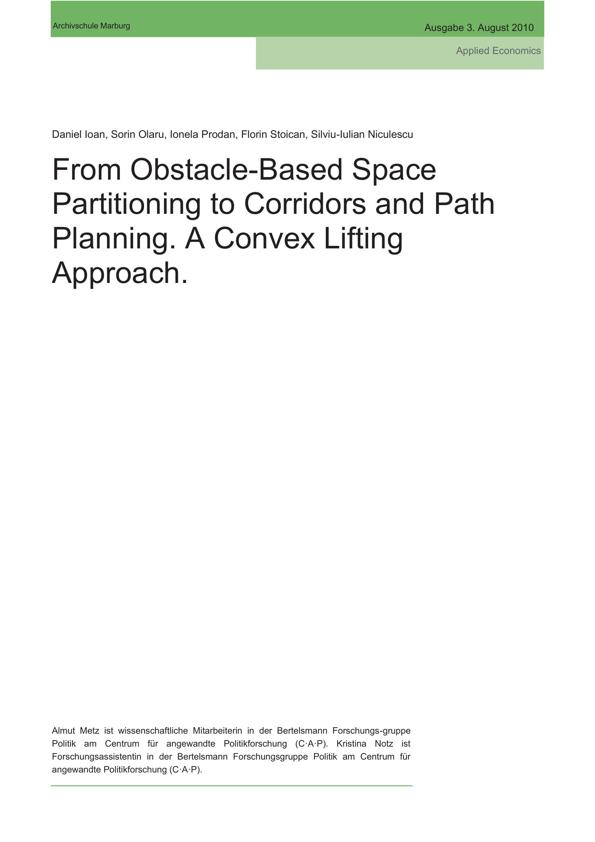 Archivschule Marburg
Ausgabe 3. August 2010
Applied Economics
Daniel Ioan, Sorin Olaru, Ionela Prodan, Florin Stoican, Silviu-Iulian Niculescu
From Obstacle-Based Space
Partitioning to Corridors and Path
Planning. A Convex Lifting
Approach.
Almut Metz ist wissenschaftliche Mitarbeiterin in der Bertelsmann Forschungs-gruppe
Politik am Centrum für angewandte Politikforschung (C·A·P). Kristina Notz ist
Forschungsassistentin in der Bertelsmann Forschungsgruppe Politik am Centrum für
angewandte Politikforschung (C·A·P).